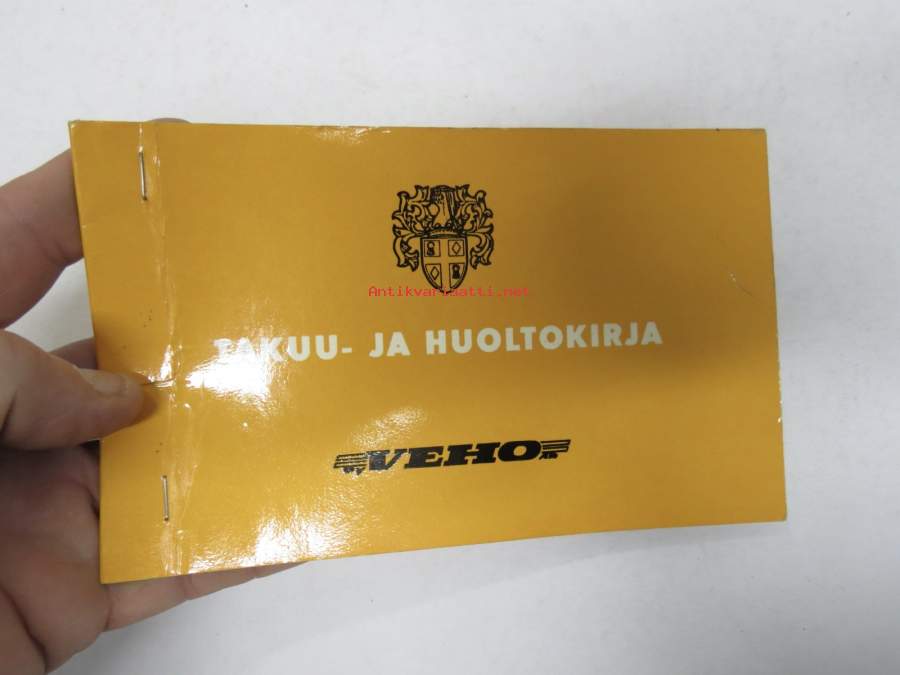 Antikvariaatti.net
TAKUU- JA HUOLTOKIRJA
VEHO